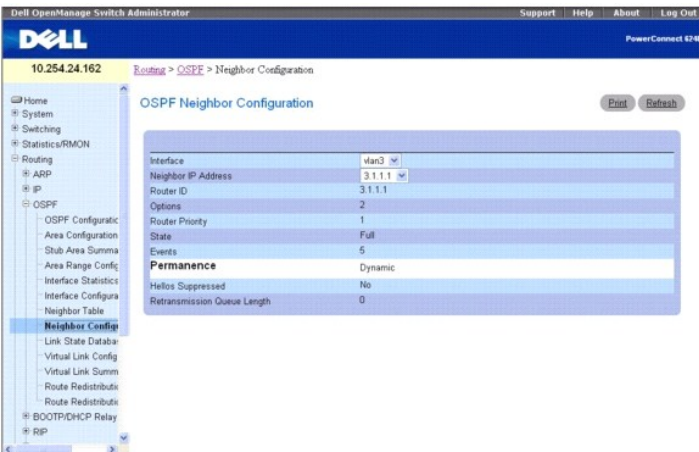 Dell OpenManage Switch Administrator
Support Help About Log Out
DELL
PowerConnect 6248
10.254.24.162
Routing > OSPF > Neighbor Configuration
Home
System
Switching
Statistics/RMON
Routing
ARP
IP
OSPF
OSPF Configuratic
Area Configuration
Stub Area Summa
Area Range Config
Interface Statistics
Interface Configura
Neighbor Table
Neighbor Configu
Link State Databa
Virtual Link Config
Virtual Link Summ
Route Redistributic
Route Redistributic
BOOTP/DHCP Relay
RIP
OSPF Neighbor Configuration
Print Refresh
Interface vlan3
Neighbor IP Address 3.1.1.1
Router ID 3.1.1.1
Options 2
Router Priority 1
State Full
Events 5
Permanence Dynamic
Hellos Suppressed No
Retransmission Queue Length 0